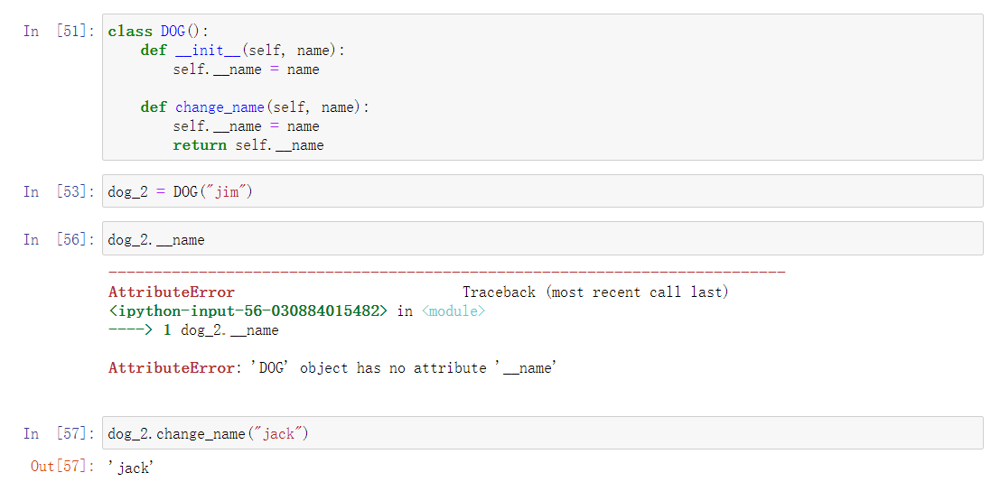 In [51]: class DOG():
    def __init__(self, name):
        self.__name = name

    def change_name(self, name):
        self.__name = name
        return self.__name
In [53]: dog_2 = DOG("jim")
In [56]: dog_2.__name
---------------------------------------------------------------------------
AttributeError                            Traceback (most recent call last)
<ipython-input-56-030884015482> in <module>
----> 1 dog_2.__name

AttributeError: 'DOG' object has no attribute '__name'
In [57]: dog_2.change_name("jack")
Out[57]: 'jack'